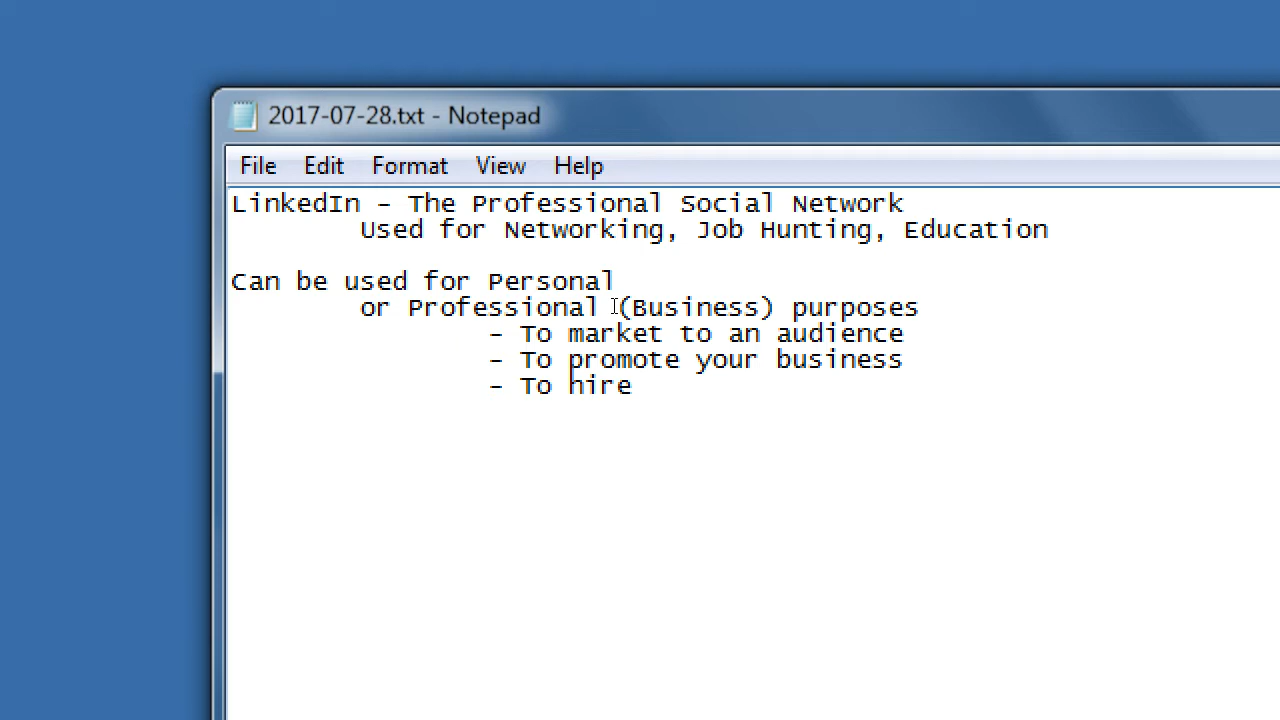 2017-07-28.txt - Notepad
File Edit Format View Help
LinkedIn - The Professional Social Network
Used for Networking, Job Hunting, Education
Can be used for Personal
or Professional (Business) purposes
- To market to an audience
- To promote your business
- To hire